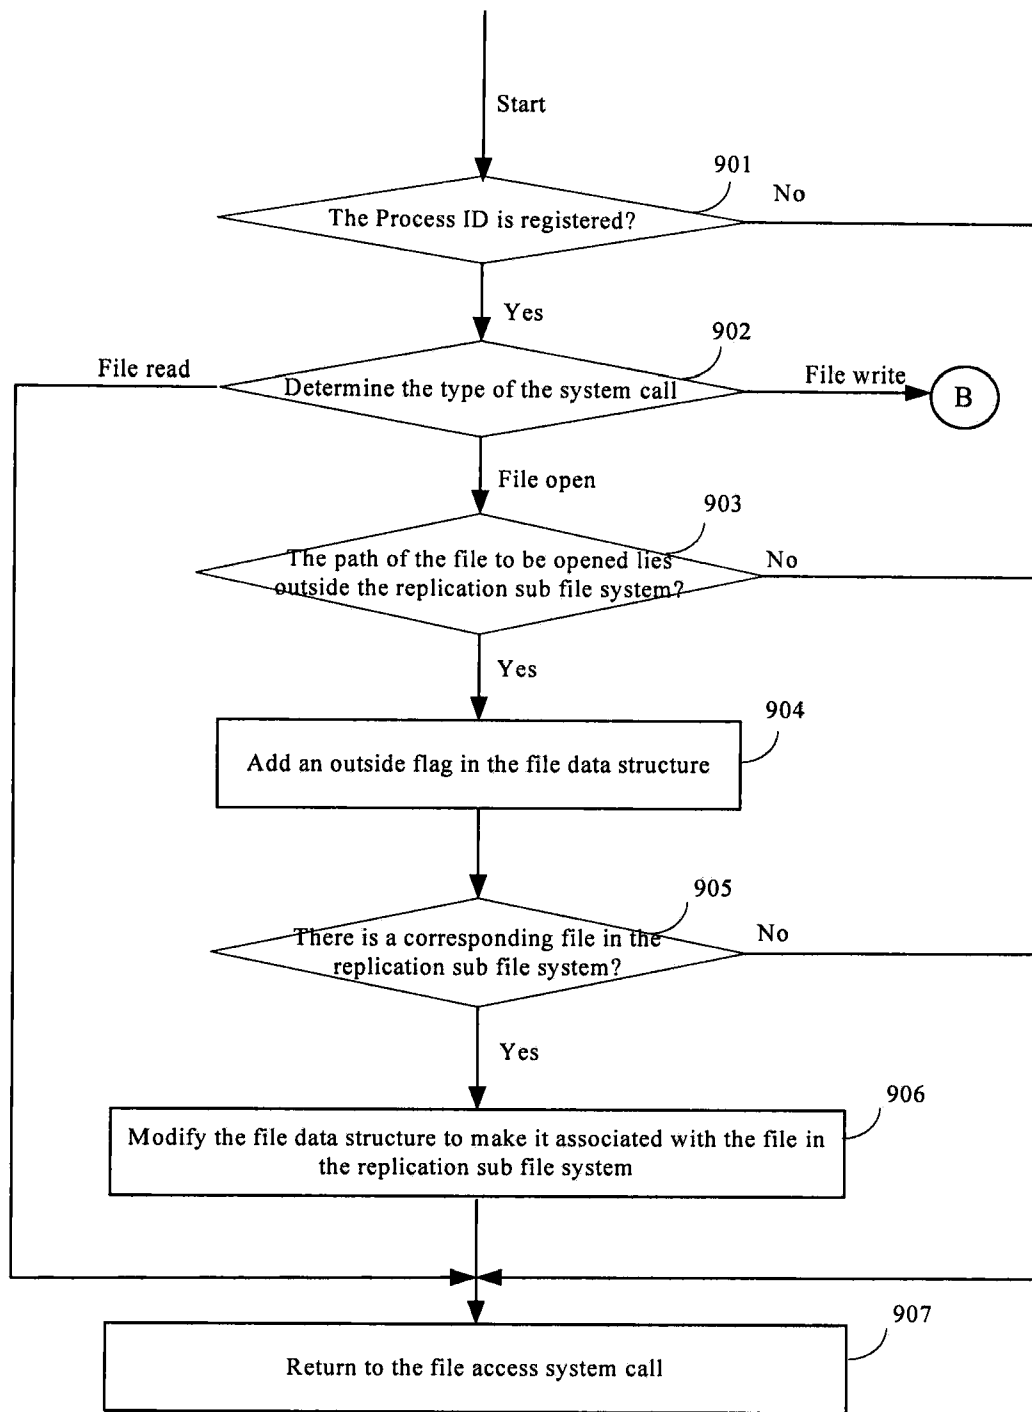 Start
901
No
The Process ID is registered?
Yes
902
File read
File write
Determine the type of the system call
B
File open
903
The path of the file to be opened lies
outside the replication sub file system?
No
Yes
904
Add an outside flag in the file data structure
905
There is a corresponding file in the
replication sub file system?
No
Yes
906
Modify the file data structure to make it associated with the file in
the replication sub file system
907
Return to the file access system call